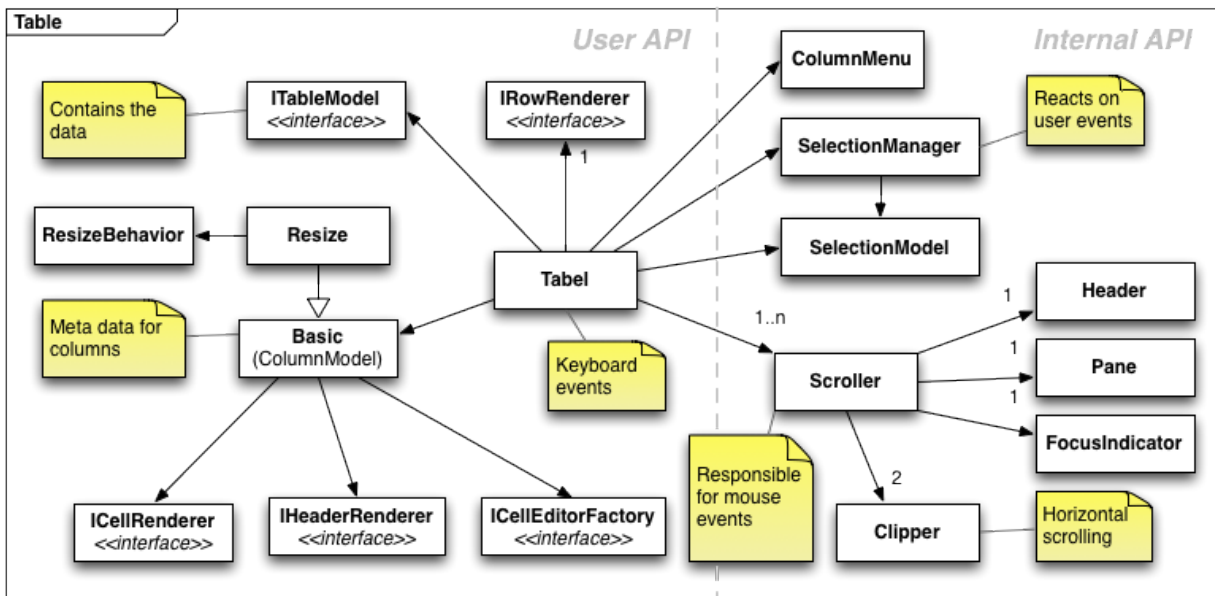 Table
User API
Internal API
Contains the
data
ITableModel
<<interface>>
IRowRenderer
<<interface>>
1
ColumnMenu
SelectionManager
Reacts on
user events
ResizeBehavior
Resize
SelectionModel
Tabel
Meta data for
columns
Basic
(ColumnModel)
Keyboard
events
1..n
Scroller
1
Header
1
Pane
1
FocusIndicator
Responsible
for mouse
events
2
Clipper
Horizontal
scrolling
ICellRenderer
<<interface>>
IHeaderRenderer
<<interface>>
ICellEditorFactory
<<interface>>